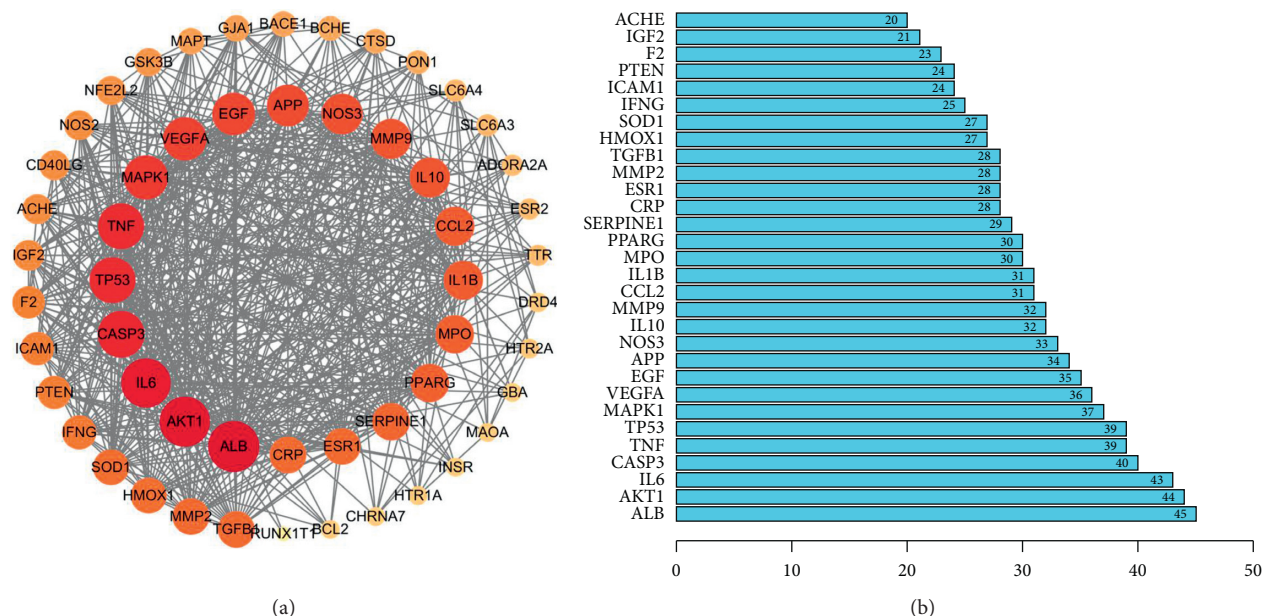 GJA1
BACE1
BCHE
MAPT
CTSD
GSK3B
PON1
NFE2L2
SLC6A4
NOS2
SLC6A3
CD40LG
ADORA2A
ACHE
ESR2
IGF2
TTR
F2
DRD4
ICAM1
HTR2A
PTEN
GBA
IFNG
MAOA
SOD1
INSR
HMOX1
HTR1A
MMP2
CHRNA7
TGFB1
RUNX1T1
BCL2
APP
EGF
NOS3
VEGFA
MMP9
MAPK1
IL10
TNF
CCL2
TP53
IL1B
CASP3
MPO
IL6
PPARG
AKT1
SERPINE1
ALB
CRP
ESR1
(a)
ACHE 20
IGF2 21
F2 23
PTEN 24
ICAM1 24
IFNG 25
SOD1 27
HMOX1 27
TGFB1 28
MMP2 28
ESR1 28
CRP 28
SERPINE1 29
PPARG 30
MPO 30
IL1B 31
CCL2 31
MMP9 32
IL10 32
NOS3 33
APP 34
EGF 35
VEGFA 36
MAPK1 37
TP53 39
TNF 39
CASP3 40
IL6 43
AKT1 44
ALB 45
0 10 20 30 40 50
(b)